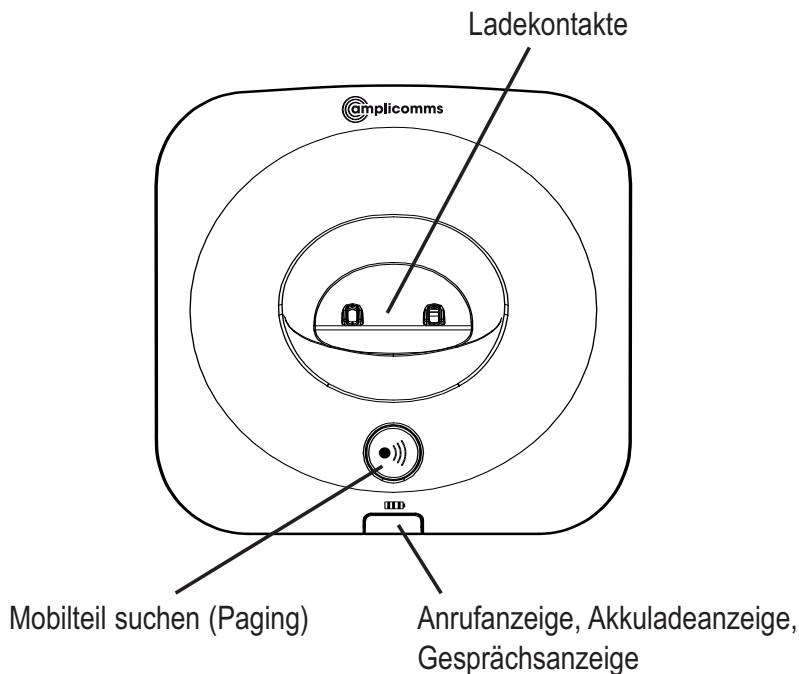 Ladekontakte
amplicomms
Mobilteil suchen (Paging)
Anrufanzeige, Akkuladeanzeige,
Gesprächsanzeige